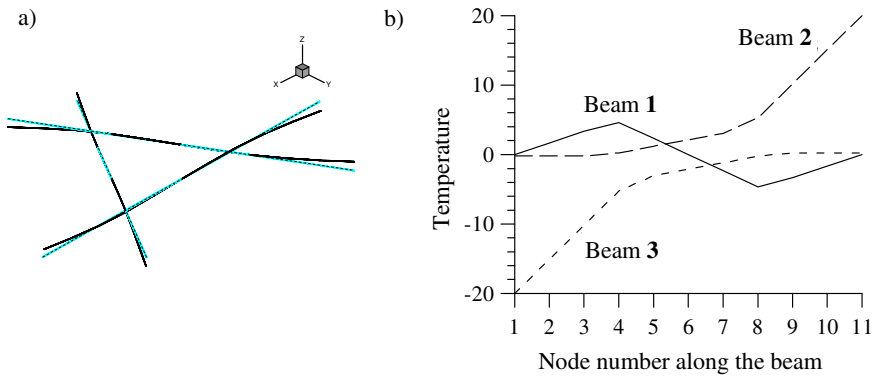 a)
Z
X
Y
b)
Temperature
20
10
0
-10
-20
Beam 2
Beam 1
Beam 3
1 2 3 4 5 6 7 8 9 10 11
Node number along the beam